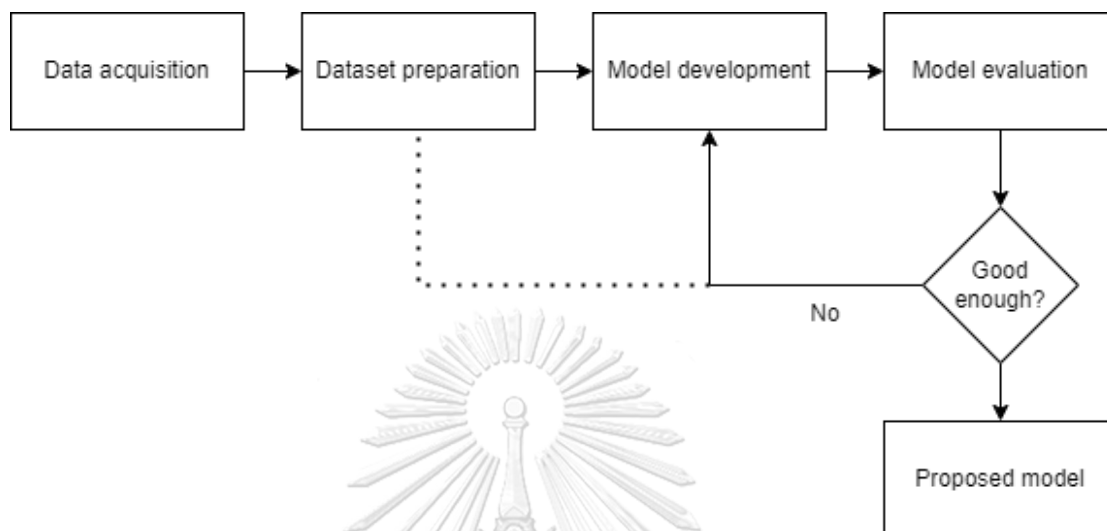 Data acquisition
Dataset preparation
Model development
Model evaluation
Good
enough?
No
Proposed model